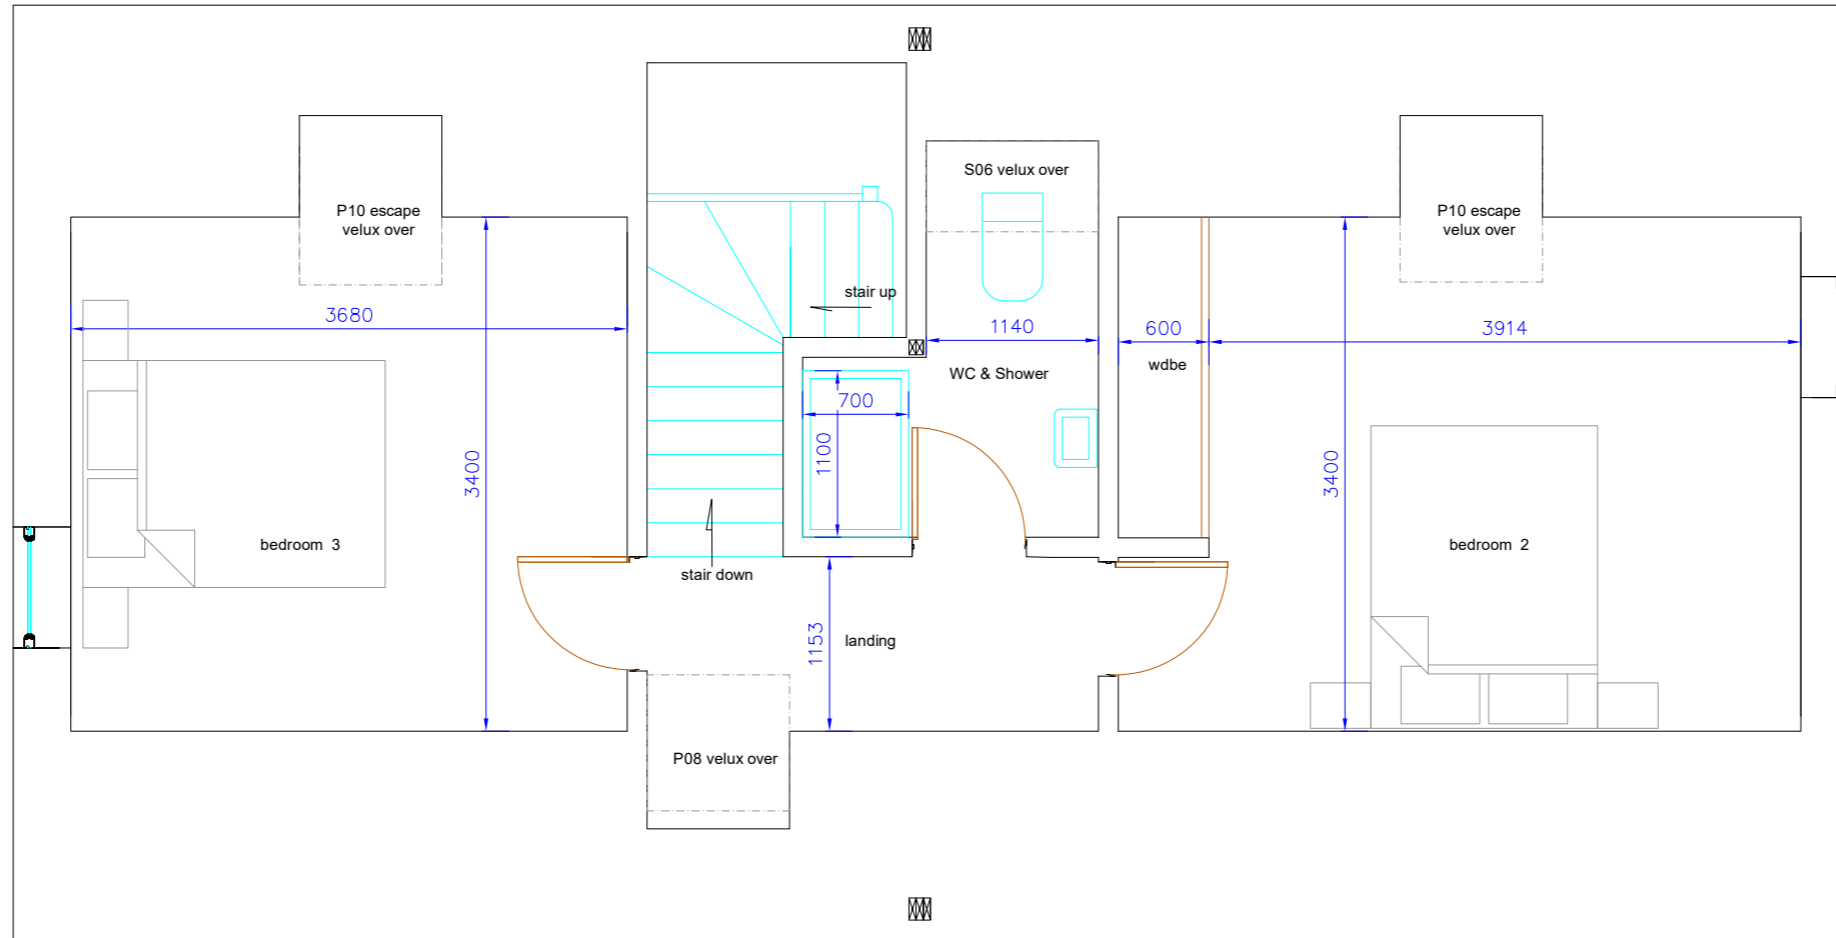 S06 velux over
P10 escape
velux over
P10 escape
velux over
stair up
3680
1140
600
3914
wdbe
WC & Shower
700
1100
3400
3400
bedroom 3
bedroom 2
stair down
1153
landing
P08 velux over